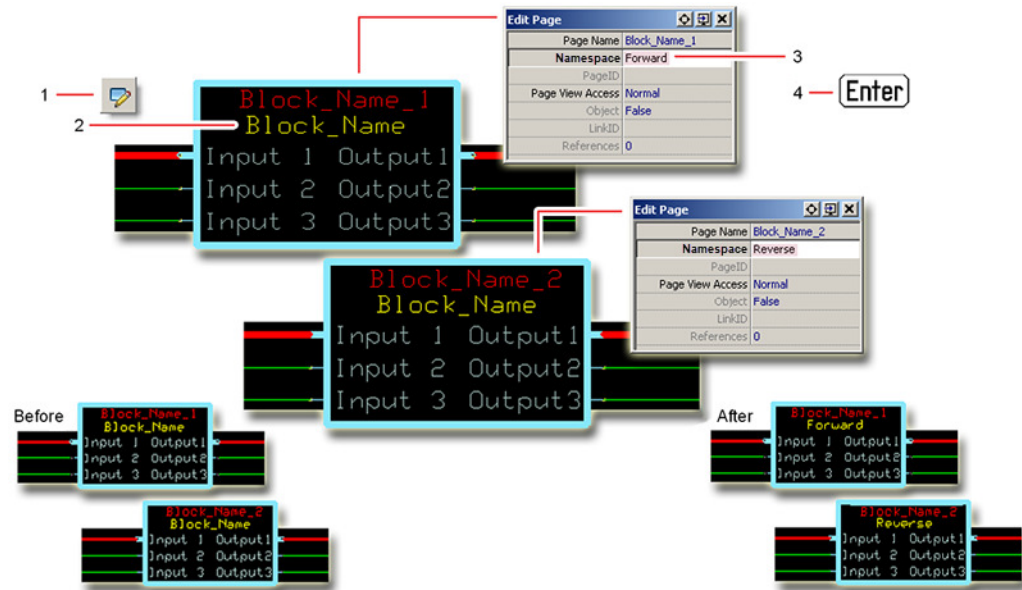 Edit Page
Page Name Block_Name_1
Namespace Forward
PageID
Page View Access Normal
Object False
LinkID
References 0
3
4
Enter
1
2
Block_Name_1
Block_Name
Input 1 Output1
Input 2 Output2
Input 3 Output3
Edit Page
Page Name Block_Name_2
Namespace Reverse
PageID
Page View Access Normal
Object False
LinkID
References 0
Block_Name_2
Block_Name
Input 1 Output1
Input 2 Output2
Input 3 Output3
Before
Block_Name_1
Block_Name
Input 1 Output1
Input 2 Output2
Input 3 Output3
Block_Name_2
Block_Name
Input 1 Output1
Input 2 Output2
Input 3 Output3
After
Block_Name_1
Forward
Input 1 Output1
Input 2 Output2
Input 3 Output3
Block_Name_2
Reverse
Input 1 Output1
Input 2 Output2
Input 3 Output3